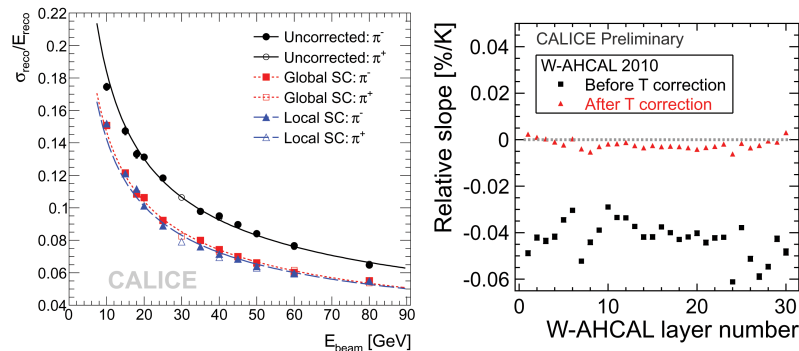 σreco/Ereco
0.22
0.2
0.18
0.16
0.14
0.12
0.1
0.08
0.06
0.04
Uncorrected: π-
Uncorrected: π+
Global SC: π-
Global SC: π+
Local SC: π-
Local SC: π+
CALICE
0 10 20 30 40 50 60 70 80 90
Ebeam [GeV]
Relative slope [%/K]
0.04
0.02
0
-0.02
-0.04
-0.06
CALICE Preliminary
W-AHCAL 2010
Before T correction
After T correction
0 10 20 30
W-AHCAL layer number